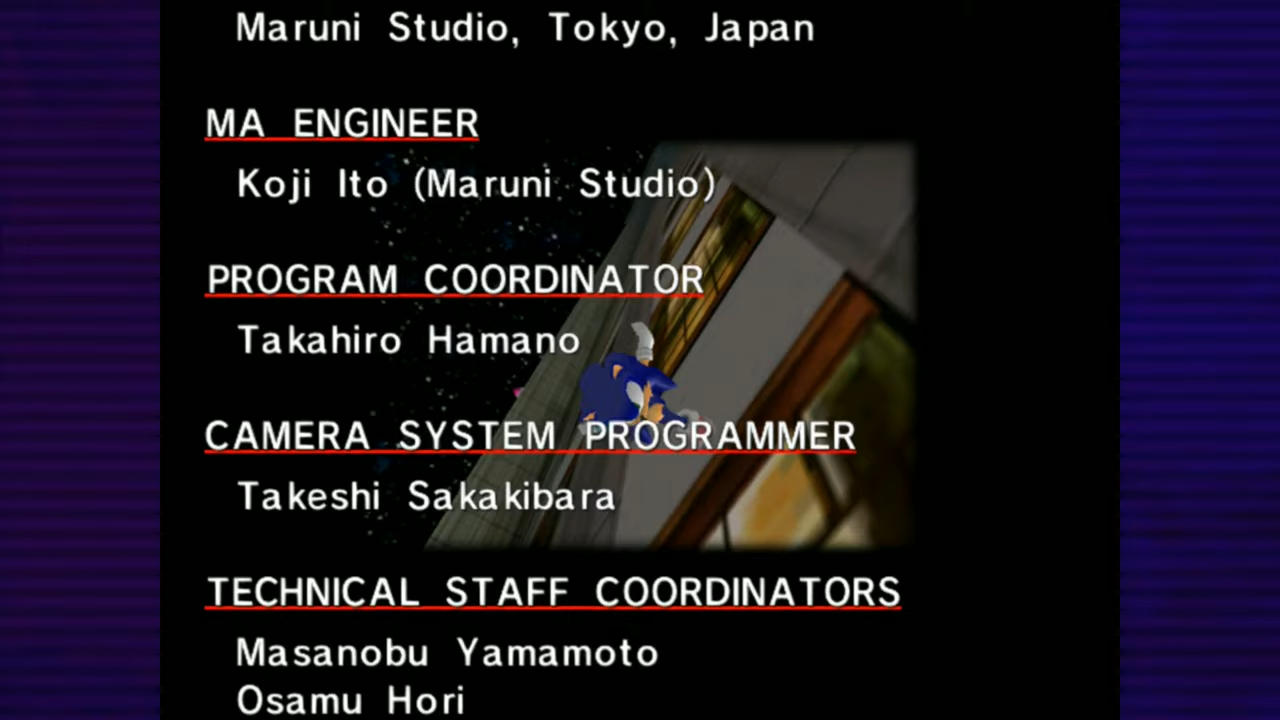 Maruni Studio, Tokyo, Japan
MA ENGINEER
Koji Ito (Maruni Studio)
PROGRAM COORDINATOR
Takahiro Hamano
CAMERA SYSTEM PROGRAMMER
Takeshi Sakakibara
TECHNICAL STAFF COORDINATORS
Masanobu Yamamoto
Osamu Hori